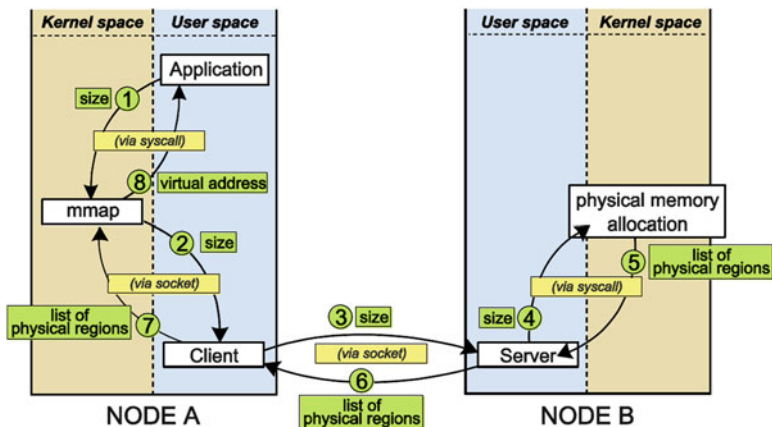 Kernel space
User space
User space
Kernel space
Application
size 1
(via syscall)
8 virtual address
mmap
2 size
(via socket)
list of
physical regions
7
Client
3 size
(via socket)
6
list of
physical regions
physical memory
allocation
5
list of
physical regions
(via syscall)
size 4
Server
NODE A
NODE B